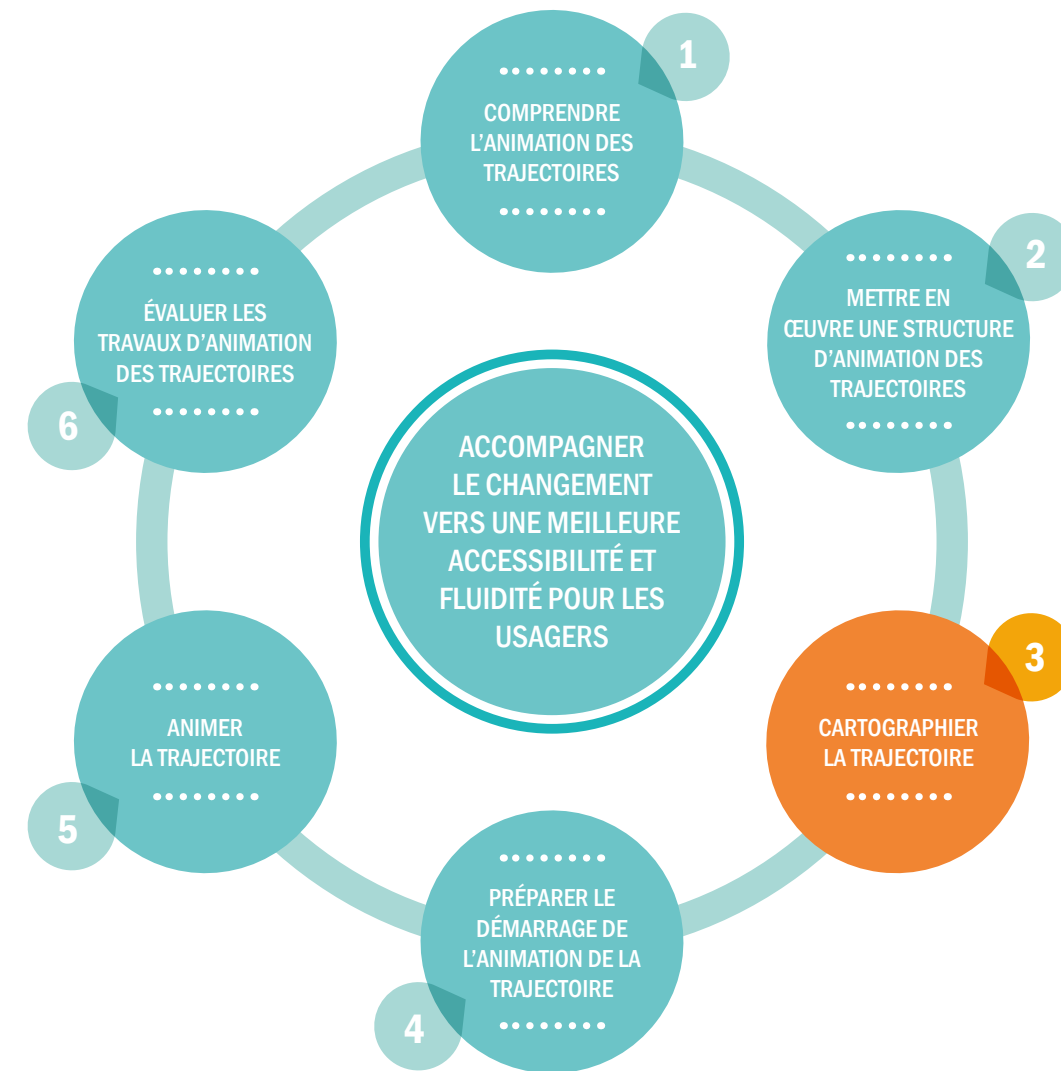 1
COMPRENDRE
L'ANIMATION DES
TRAJECTOIRES
2
METTRE EN
ŒUVRE UNE STRUCTURE
D'ANIMATION DES
TRAJECTOIRES
3
CARTOGRAPHIER
LA TRAJECTOIRE
4
PRÉPARER LE
DÉMARRAGE DE
L'ANIMATION DE LA
TRAJECTOIRE
5
ANIMER
LA TRAJECTOIRE
6
ÉVALUER LES
TRAVAUX D'ANIMATION
DES TRAJECTOIRES
ACCOMPAGNER
LE CHANGEMENT
VERS UNE MEILLEURE
ACCESSIBILITÉ ET
FLUIDITÉ POUR LES
USAGERS